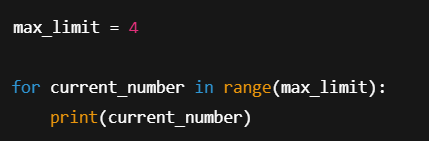 max_limit = 4
for current_number in range(max_limit):
    print(current_number)